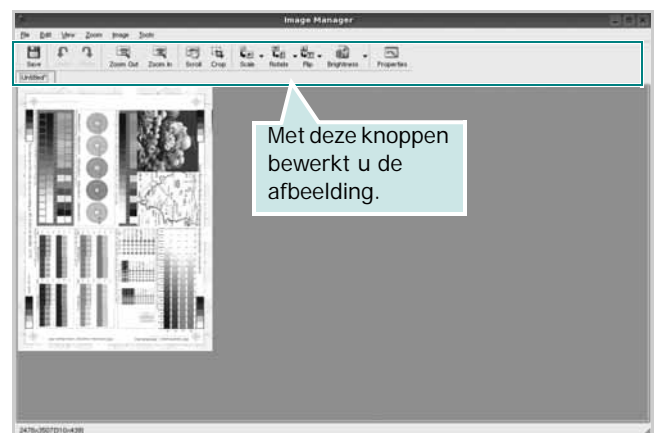 Image Manager
File Edit View Zoom Image Tools
Save Zoom Out Zoom In Scroll Crop Scale Rotate Flip Brightness Properties
Untitled*
Met deze knoppen
bewerkt u de
afbeelding.